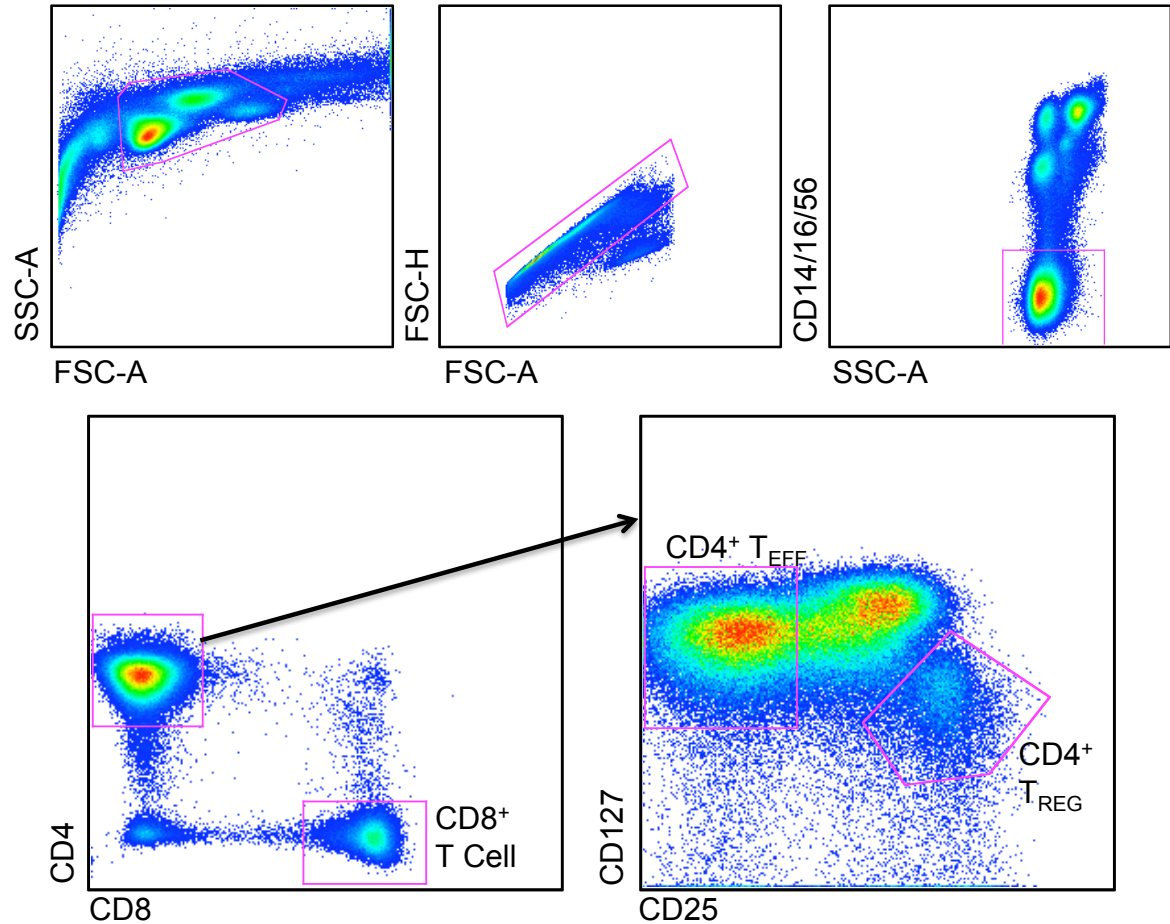 SSC-A
FSC-A
FSC-H
FSC-A
CD14/16/56
SSC-A
CD4
CD8
CD8⁺
T Cell
CD127
CD25
CD4⁺ T_EFF
CD4⁺
T_REG